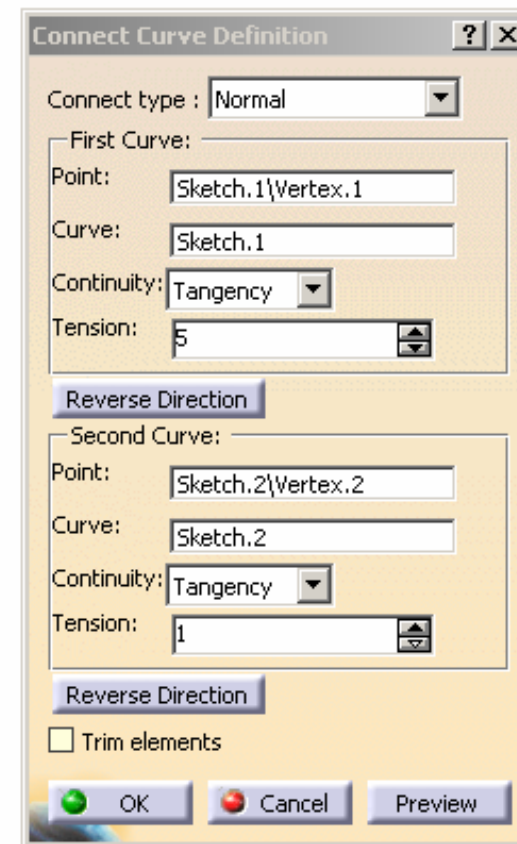 Connect Curve Definition ? X
Connect type : Normal
First Curve:
Point: Sketch.1\Vertex.1
Curve: Sketch.1
Continuity: Tangency
Tension: 5
Reverse Direction
Second Curve:
Point: Sketch.2\Vertex.2
Curve: Sketch.2
Continuity: Tangency
Tension: 1
Reverse Direction
Trim elements
OK Cancel Preview